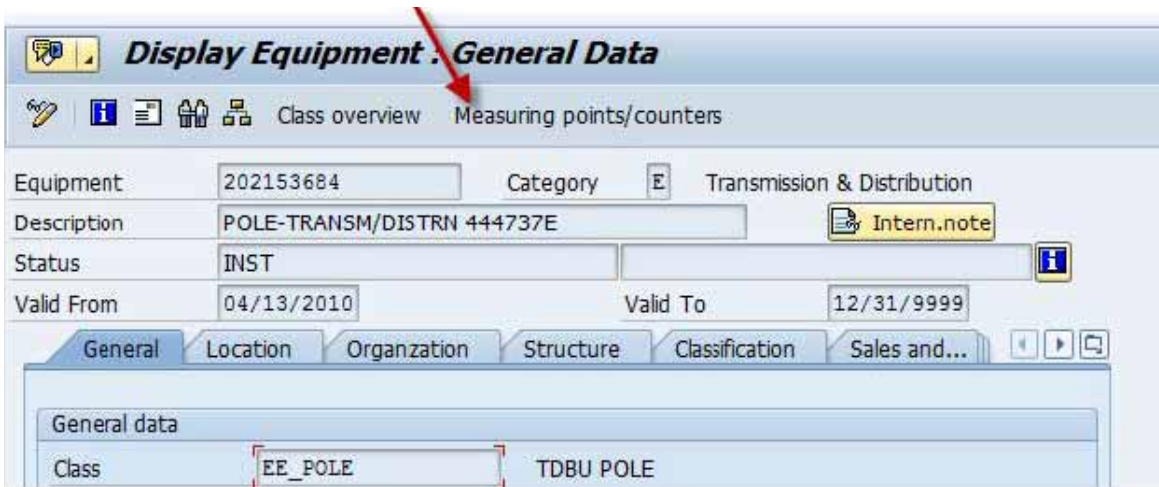 Display Equipment : General Data
Class overview Measuring points/counters
Equipment 202153684 Category E Transmission & Distribution
Description POLE-TRANSM/DISTRN 444737E Intern.note
Status INST
Valid From 04/13/2010 Valid To 12/31/9999
General Location Organzation Structure Classification Sales and...
General data
Class EE_POLE TDBU POLE